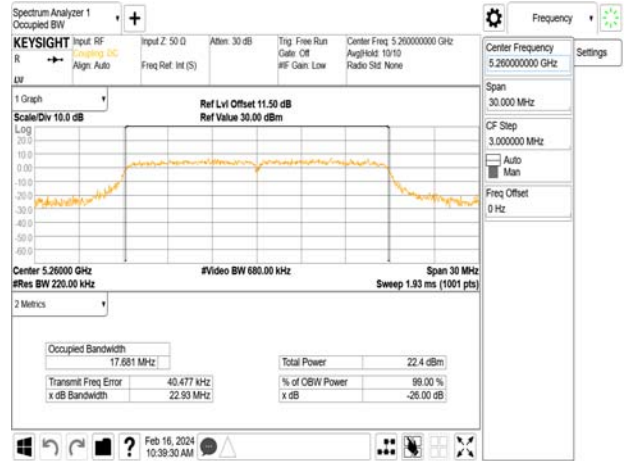 Spectrum Analyzer 1
Occupied BW
KEYSIGHT
R
Input: RF
Coupling: DC
Align: Auto
Input Z: 50 Ω
Freq Ref: Int (S)
Atten: 30 dB
Trig: Free Run
Gate: Off
#IF Gain: Low
Center Freq: 5.260000000 GHz
Avg|Hold: 10/10
Radio Std: None
1 Graph
Scale/Div 10.0 dB
Ref Lvl Offset 11.50 dB
Ref Value 30.00 dBm
Log
20.0
10.0
0.00
-10.0
-20.0
-30.0
-40.0
-50.0
-60.0
Center 5.26000 GHz
#Res BW 220.00 kHz
#Video BW 680.00 kHz
Span 30 MHz
Sweep 1.93 ms (1001 pts)
2 Metrics
Occupied Bandwidth
17.681 MHz
Transmit Freq Error 40.477 kHz
x dB Bandwidth 22.93 MHz
Total Power 22.4 dBm
% of OBW Power 99.00 %
x dB -26.00 dB
Feb 16, 2024
10:39:30 AM
Frequency
Center Frequency
5.260000000 GHz
Settings
Span
30.000 MHz
CF Step
3.000000 MHz
Auto
Man
Freq Offset
0 Hz